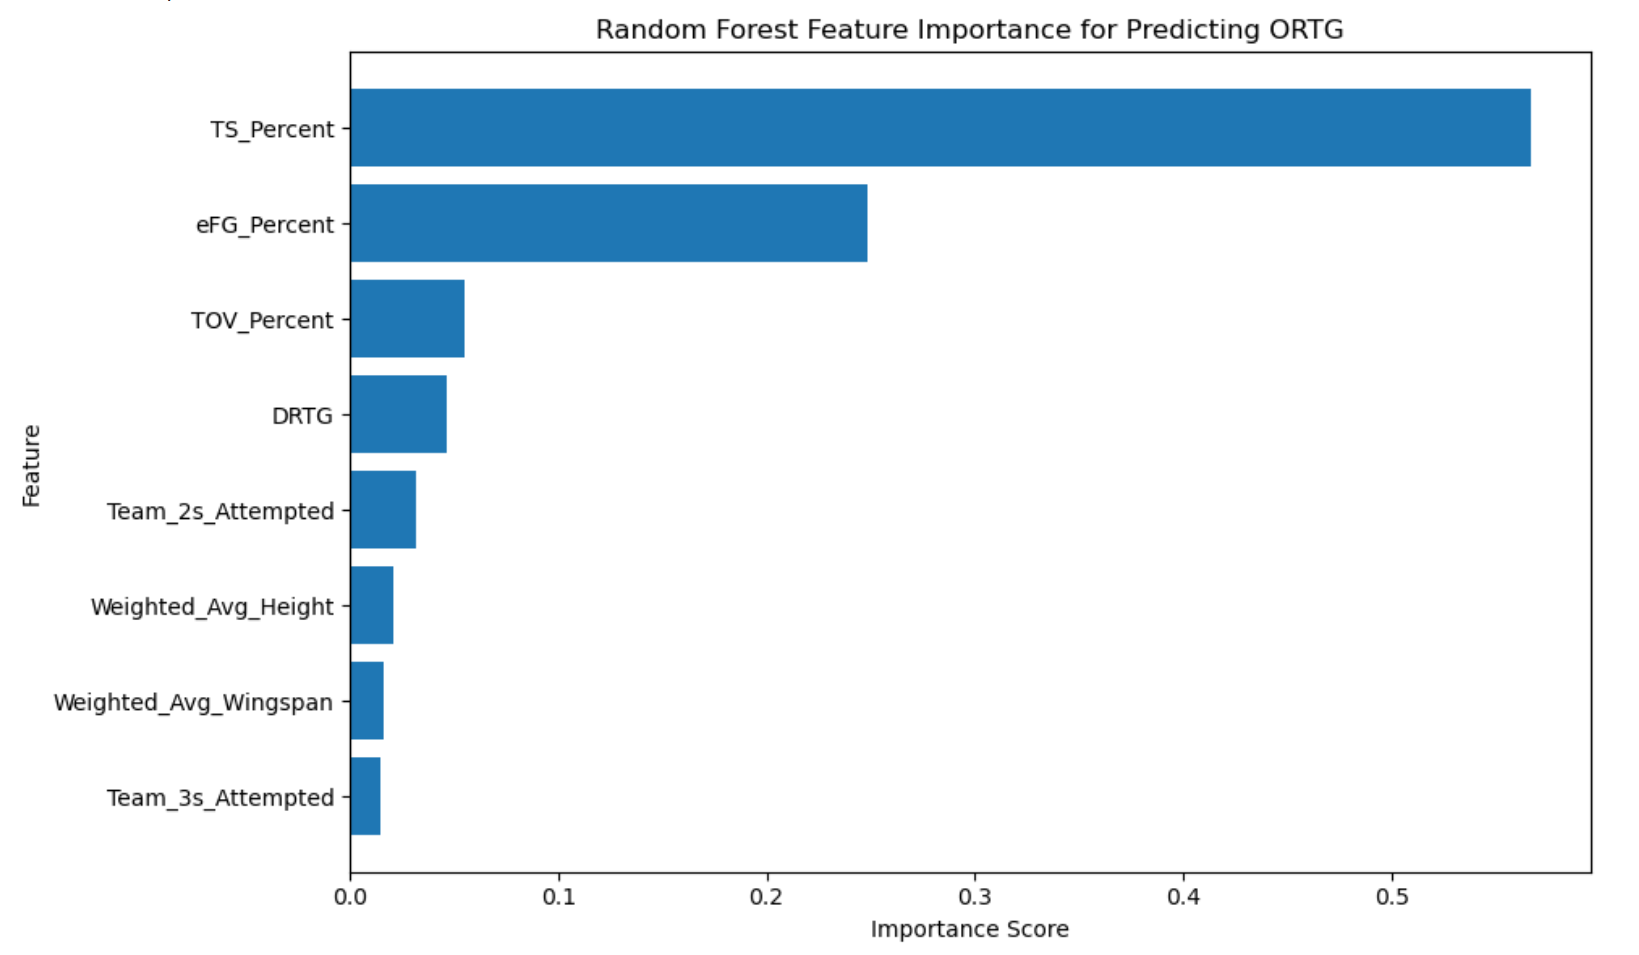 Random Forest Feature Importance for Predicting ORTG
TS_Percent
eFG_Percent
TOV_Percent
DRTG
Team_2s_Attempted
Weighted_Avg_Height
Weighted_Avg_Wingspan
Team_3s_Attempted
Feature
0.0 0.1 0.2 0.3 0.4 0.5
Importance Score